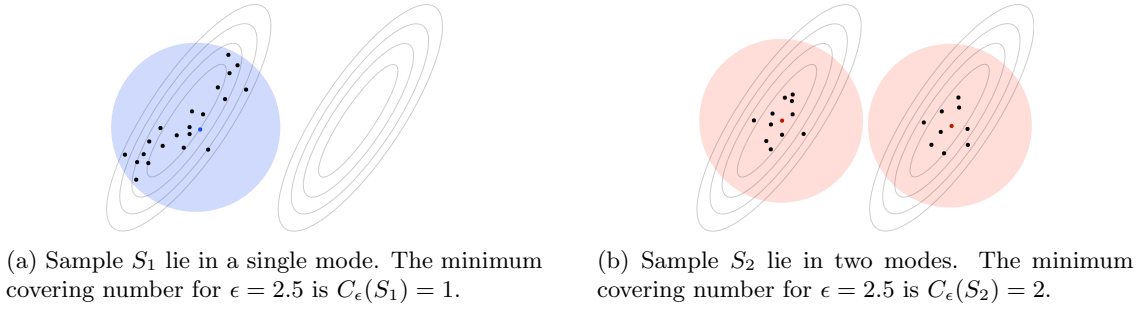 (a) Sample S₁ lie in a single mode. The minimum
covering number for ϵ = 2.5 is Cϵ(S₁) = 1.
(b) Sample S₂ lie in two modes. The minimum
covering number for ϵ = 2.5 is Cϵ(S₂) = 2.